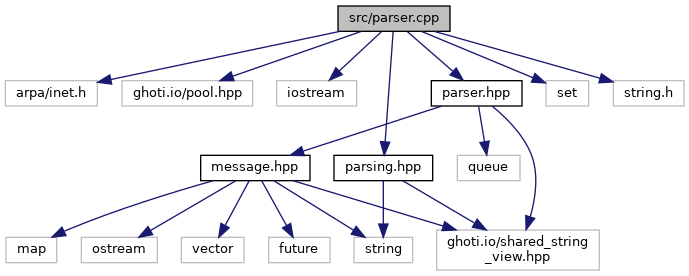 src/parser.cpp
arpa/inet.h
ghoti.io/pool.hpp
iostream
parser.hpp
set
string.h
message.hpp
parsing.hpp
queue
map
ostream
vector
future
string
ghoti.io/shared_string
_view.hpp